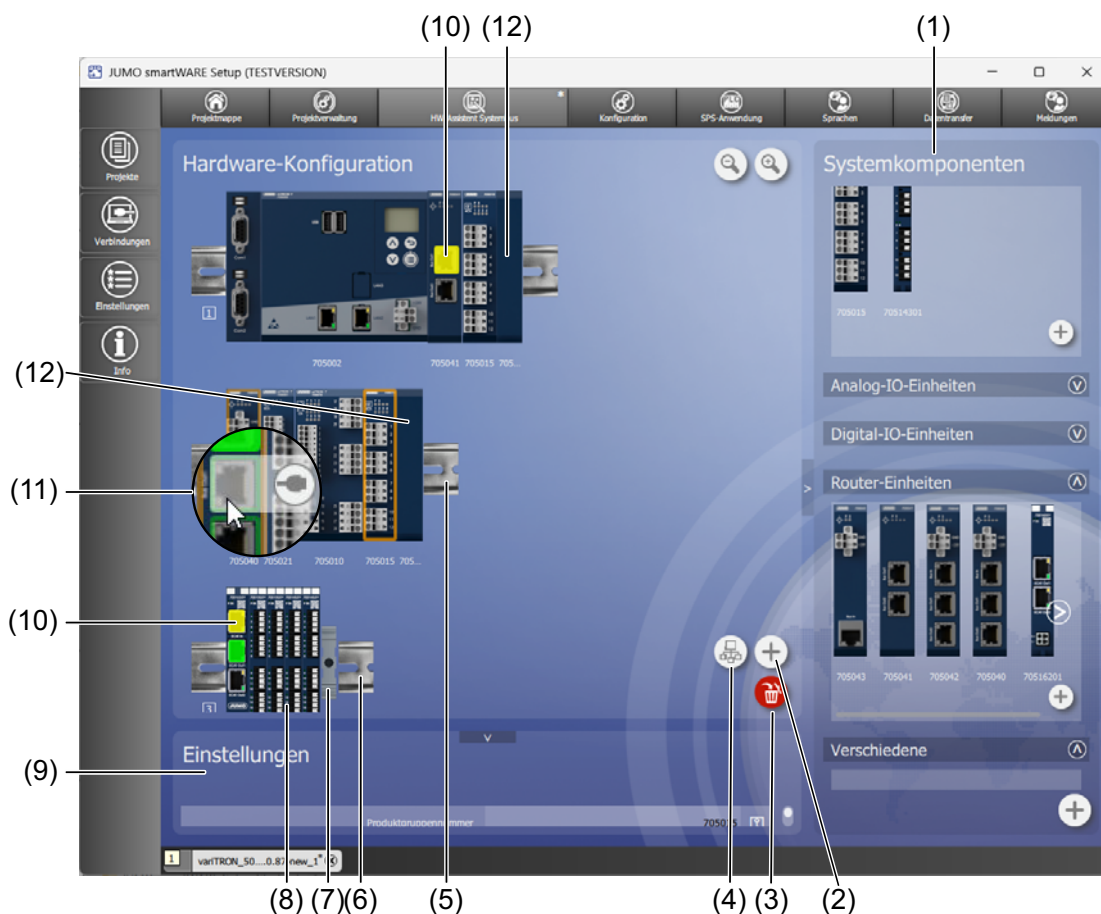 (10) (12) (1)
JUMO smartWARE Setup (TESTVERSION)
Projektmappe Projektverwaltung HW-Assistent Systembus Konfiguration SPS-Anwendung Sprachen Datentransfer Meldungen
Projekte
Verbindungen
Einstellungen
Info
Hardware-Konfiguration
1
705002 705041 705015 705...
(12)
(11)
705040 705021 705010 705015 705...
(10)
3
Einstellungen
(9)
Produktgruppennummer
Systemkomponenten
705015 70514301
Analog-IO-Einheiten
Digital-IO-Einheiten
Router-Einheiten
705043 705041 705042 705040 70516201
Verschiedene
1 variTRON_50....0.87-new_1*
(8) (7) (6) (5) (4) (3) (2)